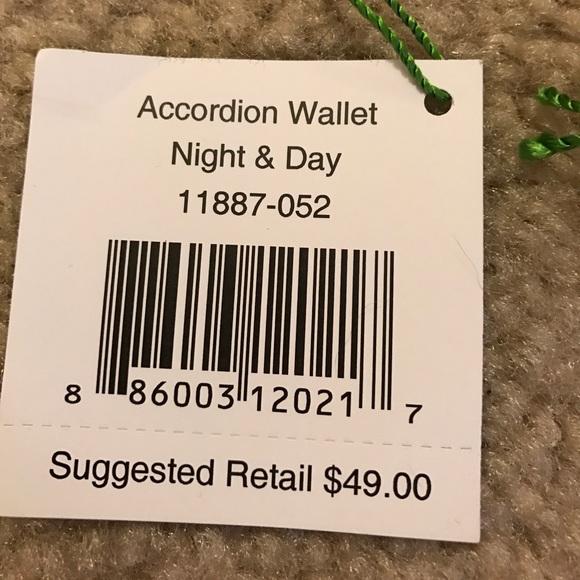 Accordion Wallet
Night & Day
11887-052
8 86003 12021 7
Suggested Retail $49.00